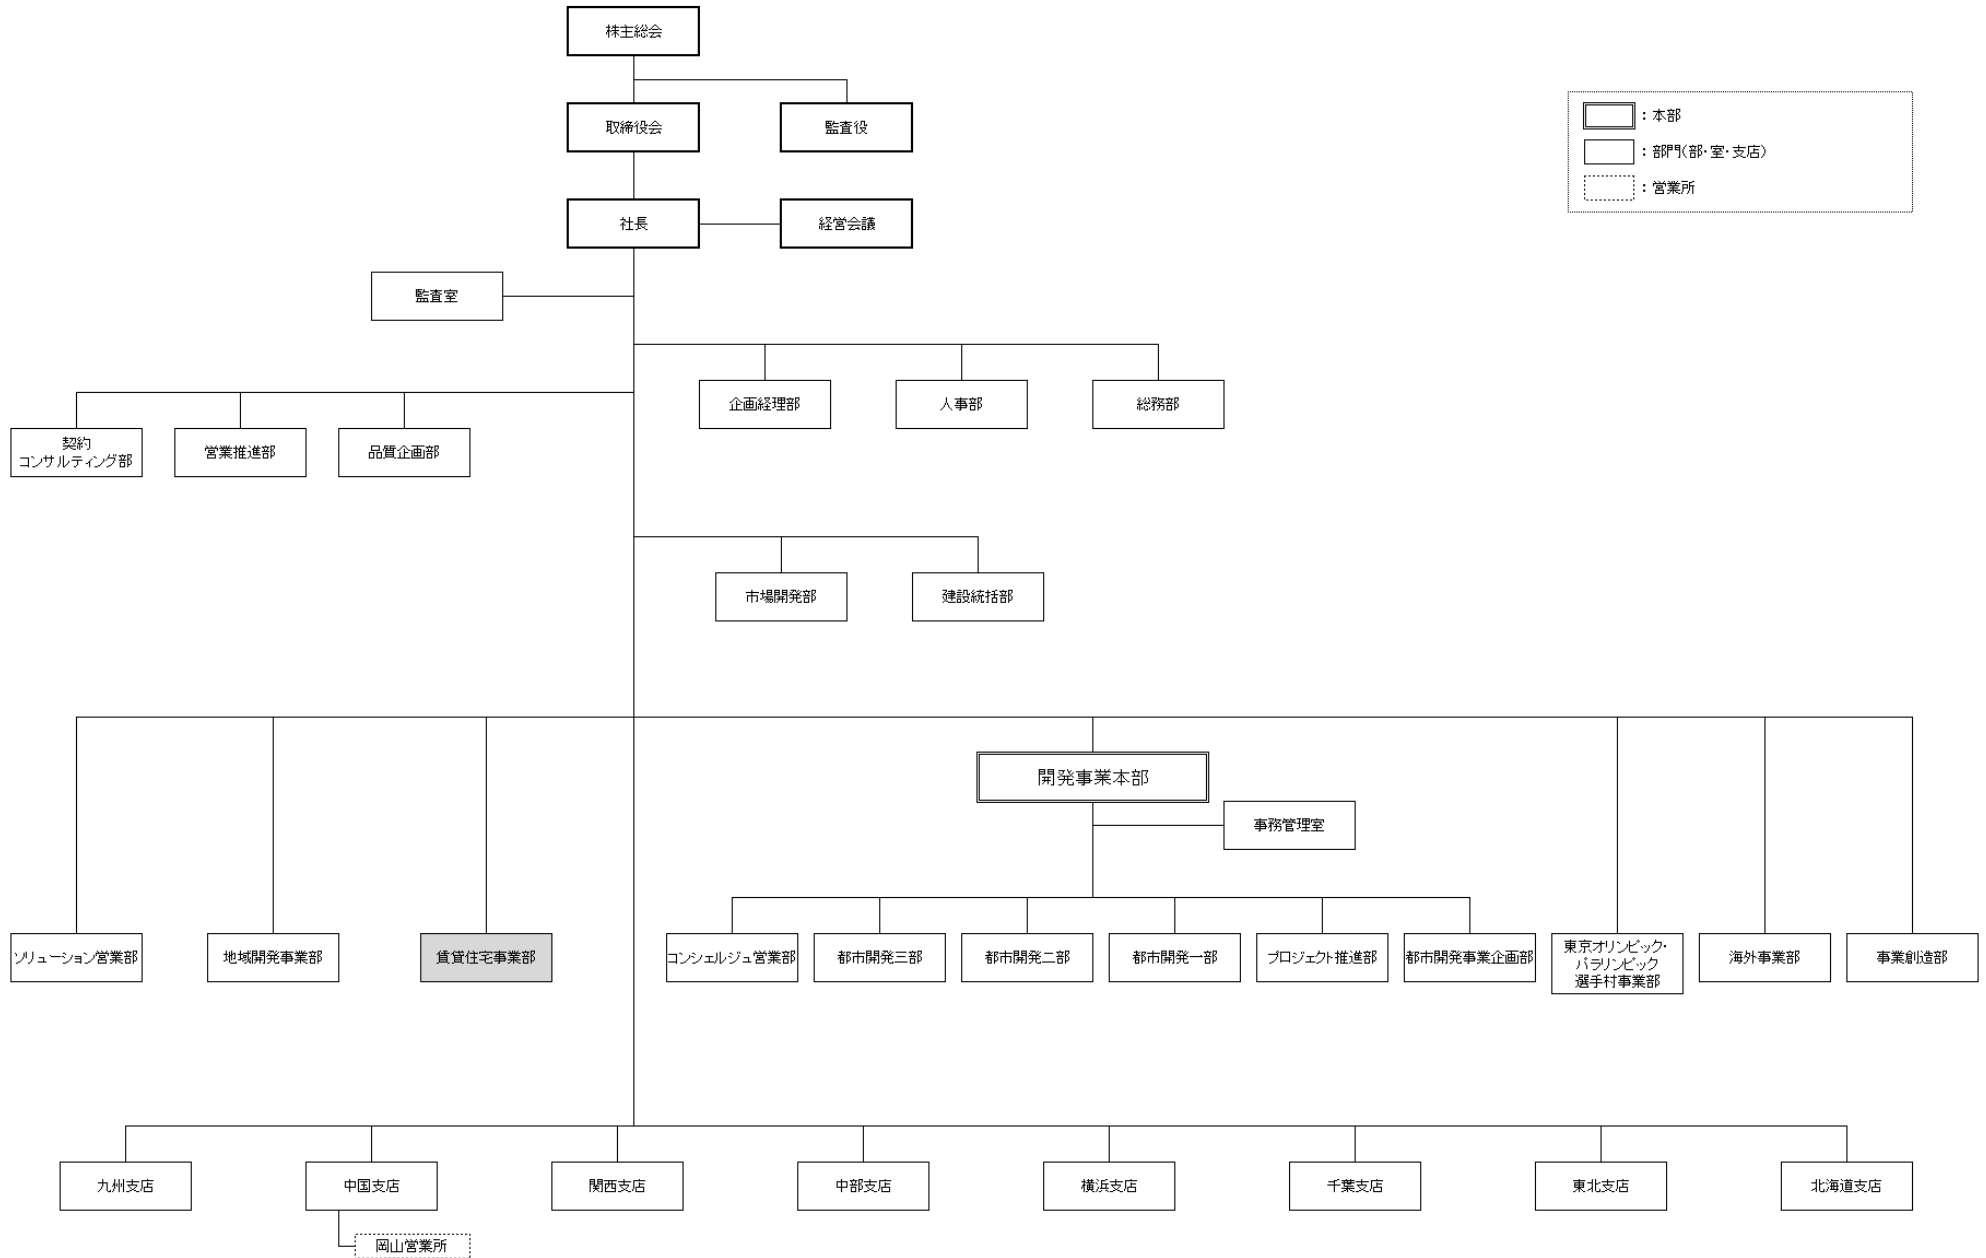 株主総会
取締役会
監査役
：本部
：部門(部・室・支店)
：営業所
社長
経営会議
監査室
企画経理部
人事部
総務部
契約
コンサルティング部
営業推進部
品質企画部
市場開発部
建設統括部
開発事業本部
事務管理室
ソリューション営業部
地域開発事業部
賃貸住宅事業部
コンシェルジュ営業部
都市開発三部
都市開発二部
都市開発一部
プロジェクト推進部
都市開発事業企画部
東京オリンピック・
パラリンピック
選手村事業部
海外事業部
事業創造部
九州支店
中国支店
関西支店
中部支店
横浜支店
千葉支店
東北支店
北海道支店
岡山営業所